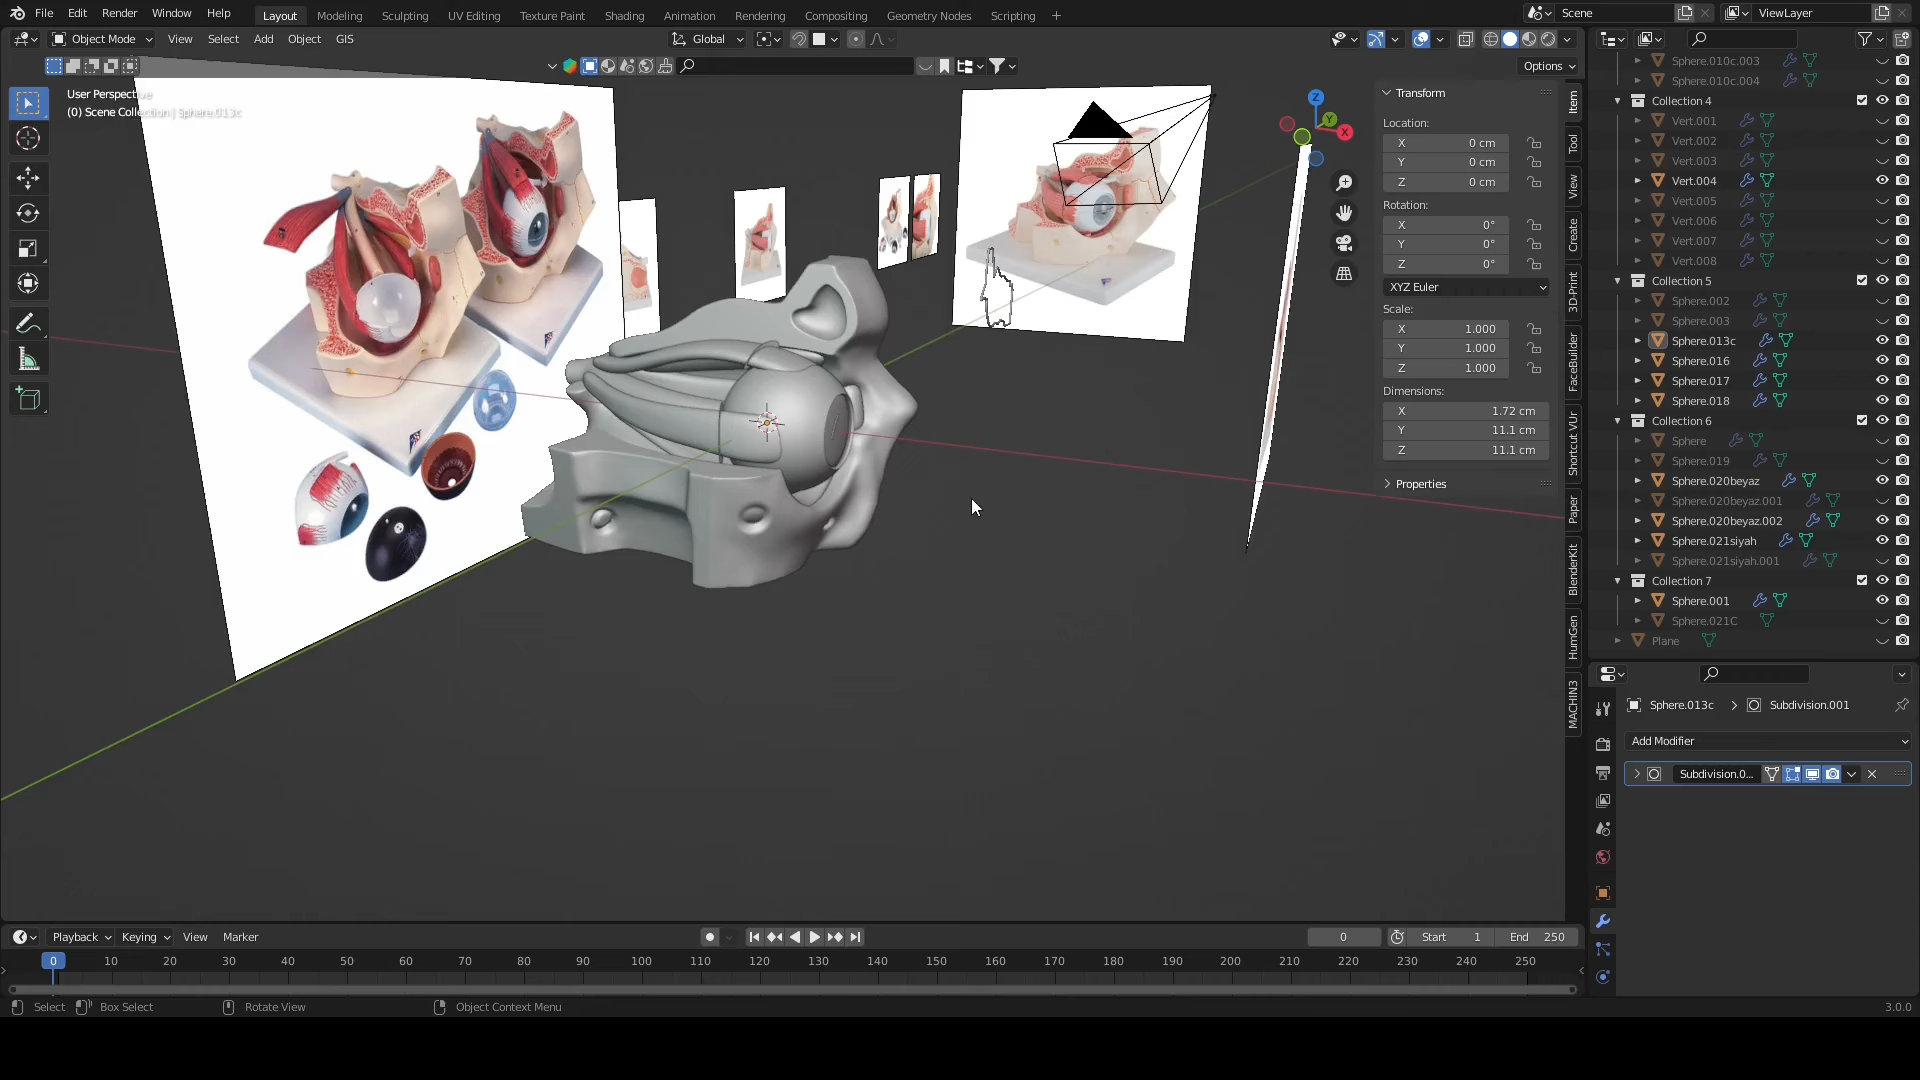 File Edit Render Window Help Layout Modeling Sculpting UV Editing Texture Paint Shading Animation Rendering Compositing Geometry Nodes Scripting + Scene ViewLayer
Object Mode View Select Add Object GIS Global
Options
User Perspective
(0) Scene Collection | Sphere.013c
Transform
Location:
X 0 cm
Y 0 cm
Z 0 cm
Rotation:
X 0°
Y 0°
Z 0°
XYZ Euler
Scale:
X 1.000
Y 1.000
Z 1.000
Dimensions:
X 1.72 cm
Y 11.1 cm
Z 11.1 cm
Properties
Z
Y
X
Item
Tool
View
Create
3D-Print
FaceBuilder
Shortcut VUr
Paper
BlenderKit
HumGen
MACHIN3
Sphere.010c.003
Sphere.010c.004
Collection 4
Vert.001
Vert.002
Vert.003
Vert.004
Vert.005
Vert.006
Vert.007
Vert.008
Collection 5
Sphere.002
Sphere.003
Sphere.013c
Sphere.016
Sphere.017
Sphere.018
Collection 6
Sphere
Sphere.019
Sphere.020beyaz
Sphere.020beyaz.001
Sphere.020beyaz.002
Sphere.021siyah
Sphere.021siyah.001
Collection 7
Sphere.001
Sphere.021C
Plane
Sphere.013c > Subdivision.001
Add Modifier
Subdivision.0...
Playback Keying View Marker 0 Start 1 End 250
0 10 20 30 40 50 60 70 80 90 100 110 120 130 140 150 160 170 180 190 200 210 220 230 240 250
Select Box Select Rotate View Object Context Menu 3.0.0